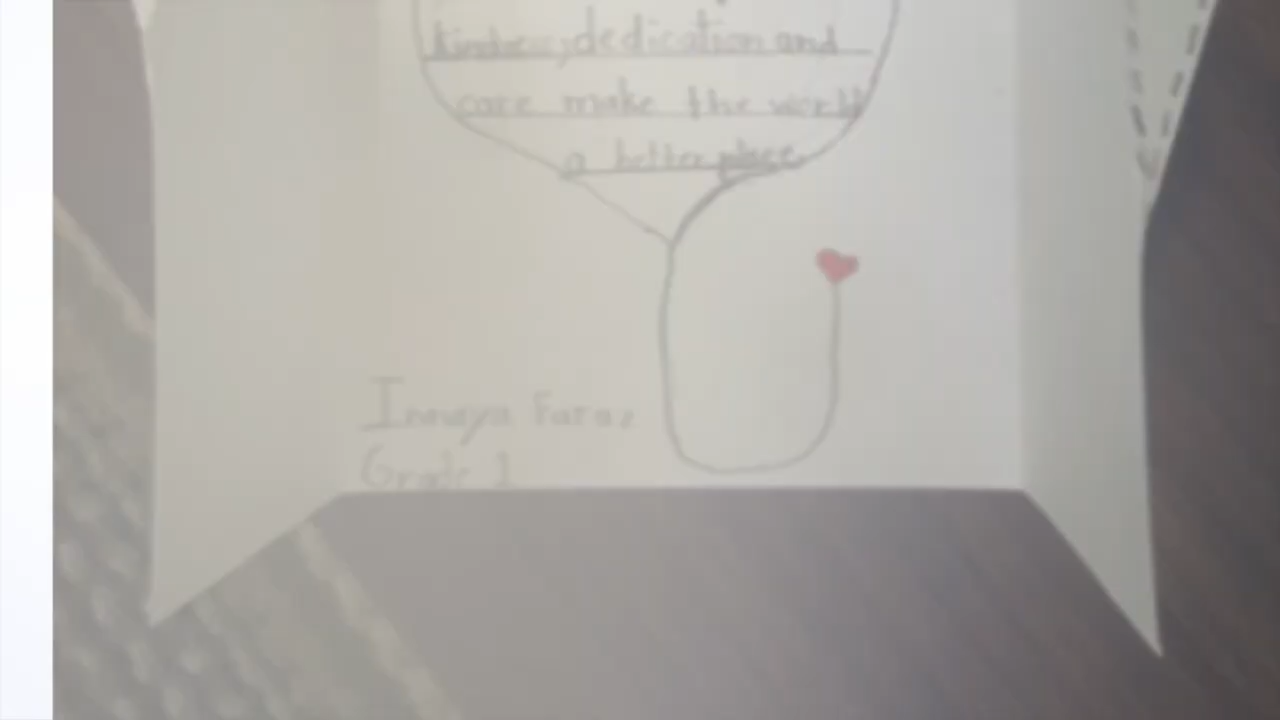 Kindness, dedication and
care make the world
a better place.
Inaaya Faraz
Grade 1